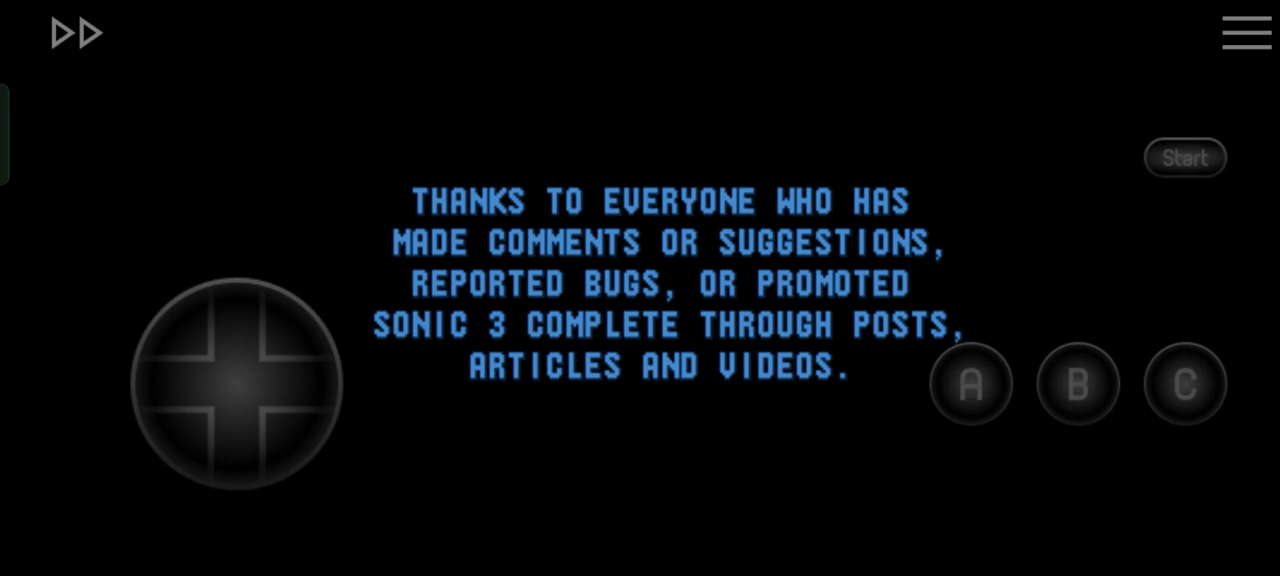 Start
THANKS TO EVERYONE WHO HAS
MADE COMMENTS OR SUGGESTIONS,
REPORTED BUGS, OR PROMOTED
SONIC 3 COMPLETE THROUGH POSTS,
ARTICLES AND VIDEOS.
A B C